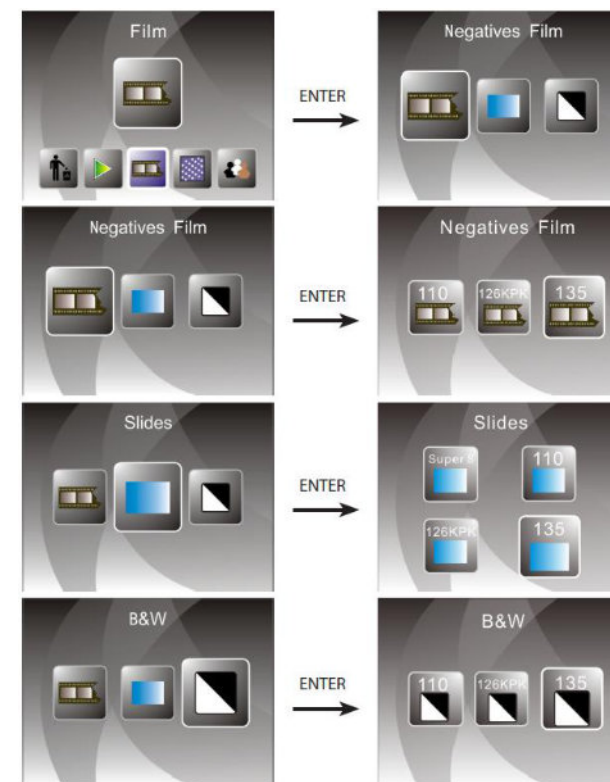 Film
ENTER
Negatives Film
Negatives Film
ENTER
Negatives Film
110
126KPK
135
Slides
ENTER
Slides
Super 8
110
126KPK
135
B&W
ENTER
B&W
110
126KPK
135